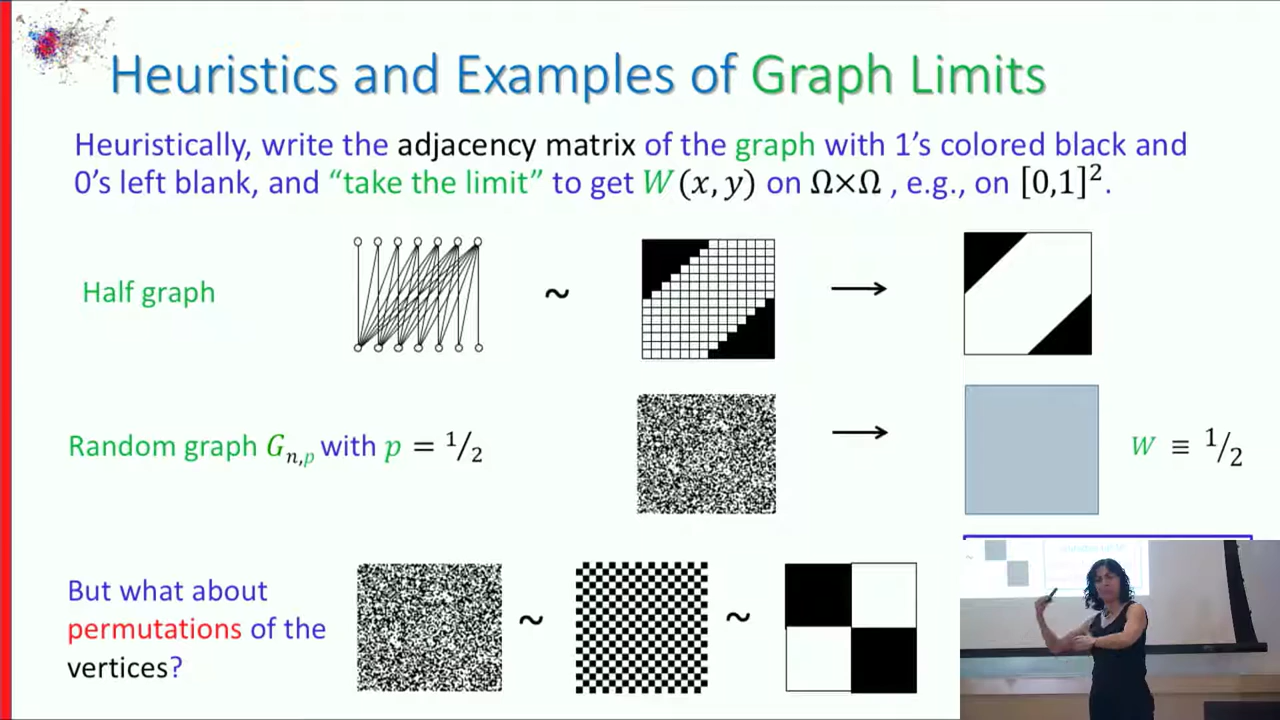 Heuristics and Examples of Graph Limits
Heuristically, write the adjacency matrix of the graph with 1's colored black and
0's left blank, and “take the limit” to get W(x, y) on Ω×Ω , e.g., on [0,1]².
Half graph
~
→
Random graph Gₙ,ₚ with p = 1/2
→
W ≡ 1/2
But what about
permutations of the
vertices?
~
~